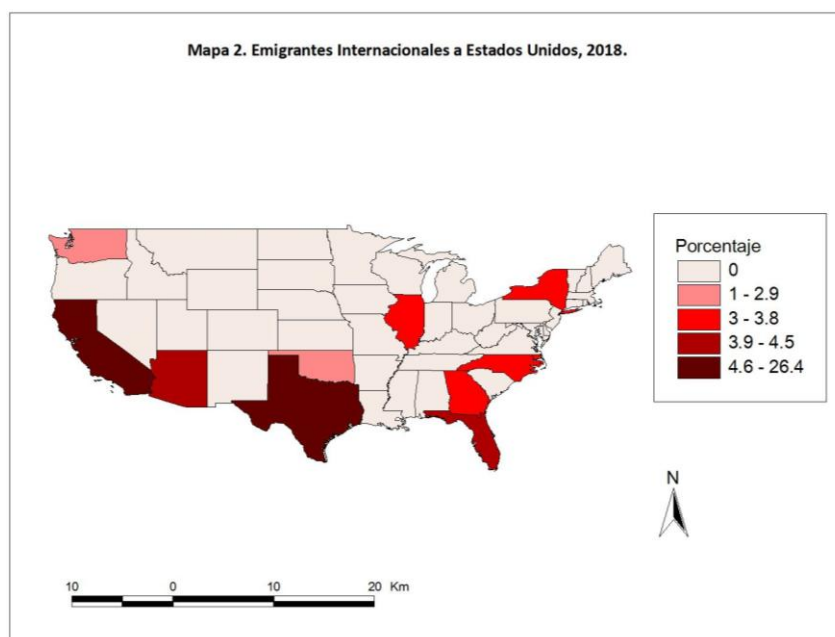 Mapa 2. Emigrantes Internacionales a Estados Unidos, 2018.
Porcentaje
0
1 - 2.9
3 - 3.8
3.9 - 4.5
4.6 - 26.4
N
10 0 10 20 Km